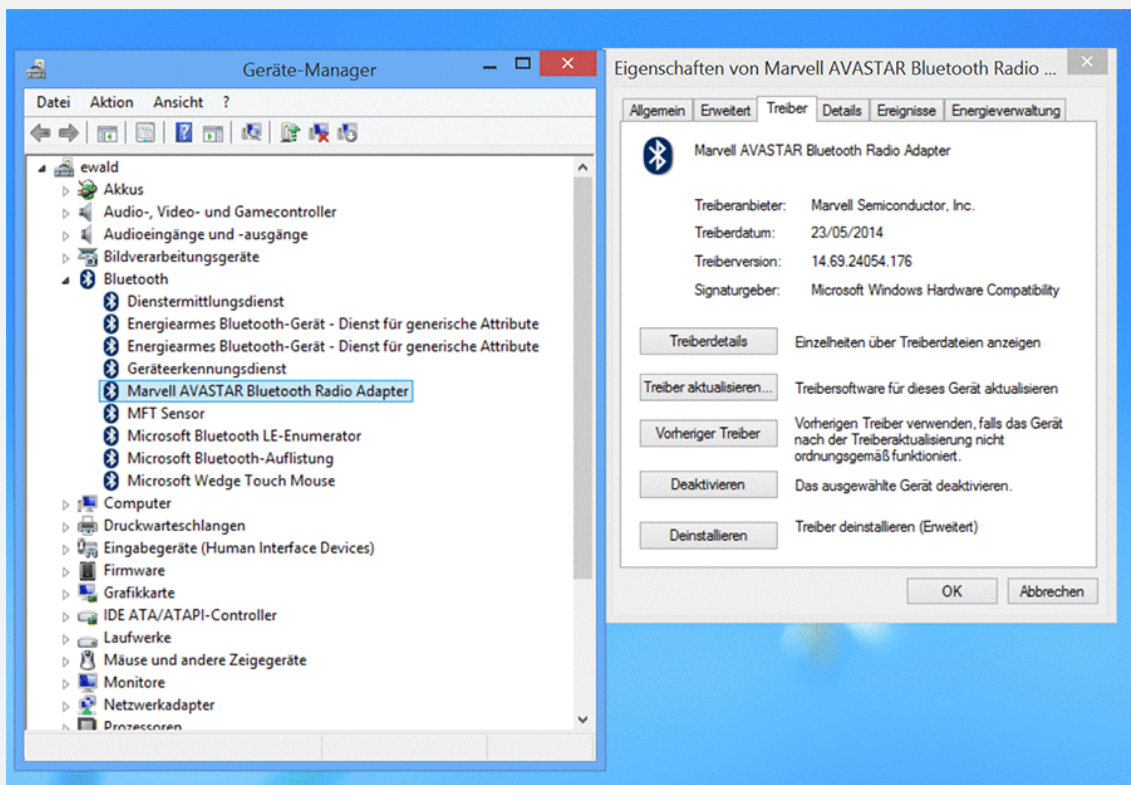 Geräte-Manager
Datei Aktion Ansicht ?
ewald
Akkus
Audio-, Video- und Gamecontroller
Audioeingänge und -ausgänge
Bildverarbeitungsgeräte
Bluetooth
Dienstermittlungsdienst
Energiearmes Bluetooth-Gerät - Dienst für generische Attribute
Energiearmes Bluetooth-Gerät - Dienst für generische Attribute
Geräteerkennungsdienst
Marvell AVASTAR Bluetooth Radio Adapter
MFT Sensor
Microsoft Bluetooth LE-Enumerator
Microsoft Bluetooth-Auflistung
Microsoft Wedge Touch Mouse
Computer
Druckwarteschlangen
Eingabegeräte (Human Interface Devices)
Firmware
Grafikkarte
IDE ATA/ATAPI-Controller
Laufwerke
Mäuse und andere Zeigegeräte
Monitore
Netzwerkadapter
Prozessoren
Eigenschaften von Marvell AVASTAR Bluetooth Radio ...
Allgemein Erweitert Treiber Details Ereignisse Energieverwaltung
Marvell AVASTAR Bluetooth Radio Adapter
Treiberanbieter: Marvell Semiconductor, Inc.
Treiberdatum: 23/05/2014
Treiberversion: 14.69.24054.176
Signaturgeber: Microsoft Windows Hardware Compatibility
Treiberdetails Einzelheiten über Treiberdateien anzeigen
Treiber aktualisieren... Treibersoftware für dieses Gerät aktualisieren
Vorheriger Treiber Vorherigen Treiber verwenden, falls das Gerät
nach der Treiberaktualisierung nicht
ordnungsgemäß funktioniert.
Deaktivieren Das ausgewählte Gerät deaktivieren.
Deinstallieren Treiber deinstallieren (Erweitert)
OK Abbrechen